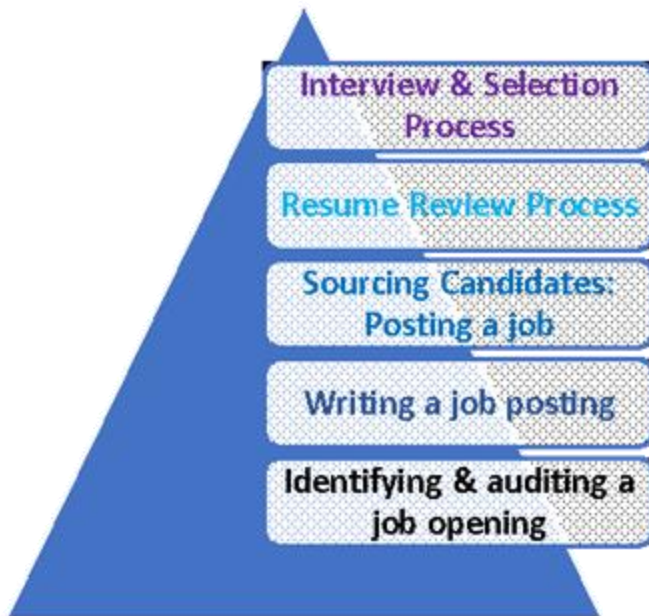 Interview & Selection
Process
Resume Review Process
Sourcing Candidates:
Posting a job
Writing a job posting
Identifying & auditing a
job opening